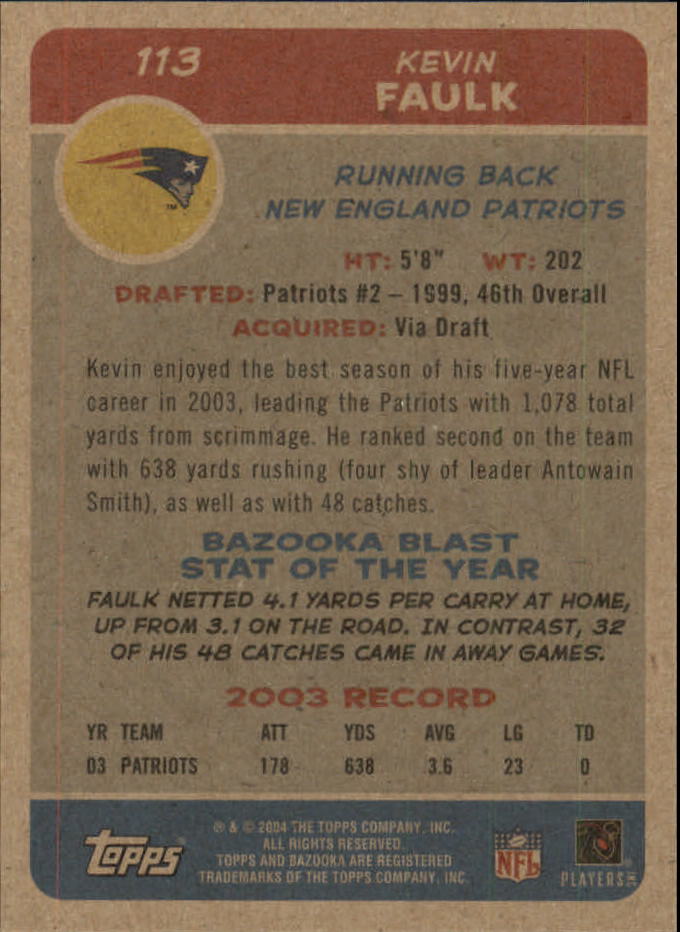 113
KEVIN
FAULK
RUNNING BACK
NEW ENGLAND PATRIOTS
TM
HT: 5'8" WT: 202
DRAFTED: Patriots #2 – 1999, 46th Overall
ACQUIRED: Via Draft
Kevin enjoyed the best season of his five-year NFL
career in 2003, leading the Patriots with 1,078 total
yards from scrimmage. He ranked second on the team
with 638 yards rushing (four shy of leader Antowain
Smith), as well as with 48 catches.
BAZOOKA BLAST
STAT OF THE YEAR
FAULK NETTED 4.1 YARDS PER CARRY AT HOME,
UP FROM 3.1 ON THE ROAD. IN CONTRAST, 32
OF HIS 48 CATCHES CAME IN AWAY GAMES.
2003 RECORD
YR TEAM ATT YDS AVG LG TD
03 PATRIOTS 178 638 3.6 23 0
topps
® & © 2004 THE TOPPS COMPANY, INC.
ALL RIGHTS RESERVED.
TOPPS AND BAZOOKA ARE REGISTERED
TRADEMARKS OF THE TOPPS COMPANY, INC.
NFL
PLAYERS INC